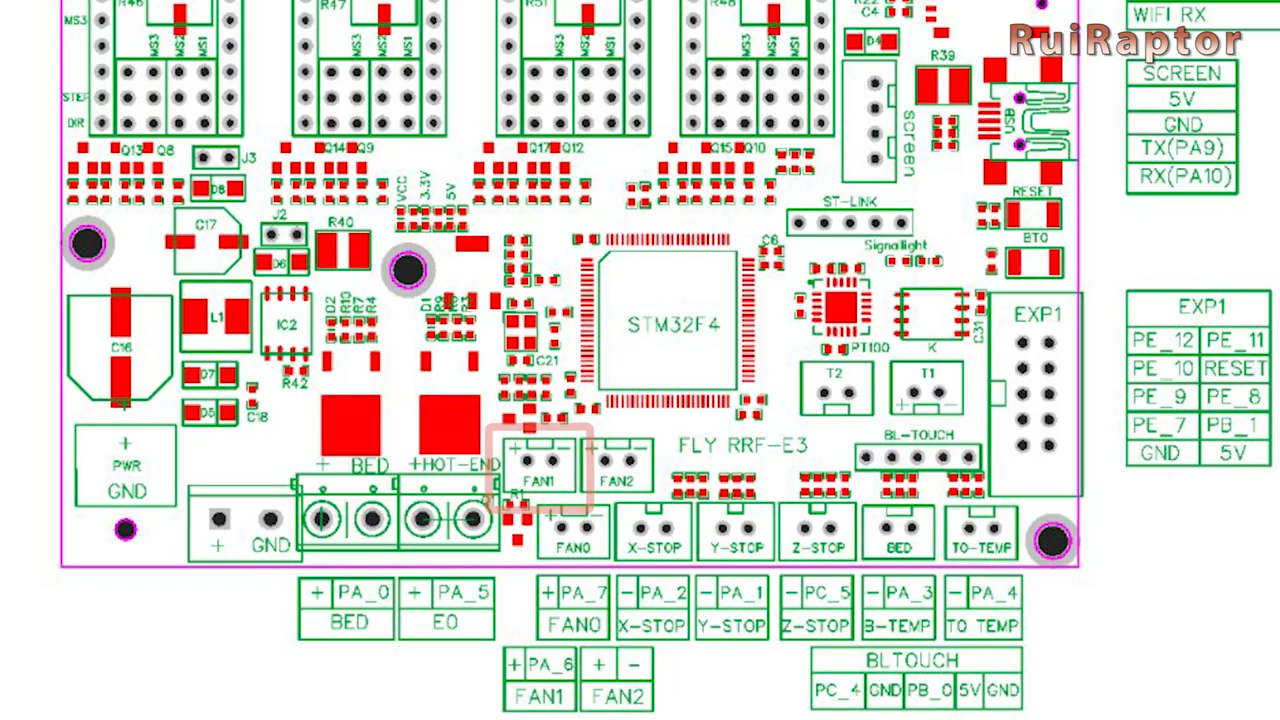 R46
R47
R51
R48
R22
C4
WIFI RX
RuiRaptor
MS3
MS3
MS2
MS1
MS3
MS2
MS1
MS3
MS2
MS1
MS3
MS2
MS1
D4
R39
SCREEN
5V
GND
TX(PA9)
RX(PA10)
STEP
DIR
screen
USB
Q13 Q8
J3
Q14 Q9
Q17 Q12
Q15 Q10
D8
VCC
3.3V
5V
RESET
ST-LINK
C17
J2
R40
BT0
Signallight
C6
D6
EXP1
EXP1
PE_12 PE_11
PE_10 RESET
PE_9 PE_8
PE_7 PB_1
GND 5V
C16
L1
IC2
D2
R10
R7
R4
D1
STM32F4
PT100
K
C31
C21
R42
D7
D5
C18
T2
T1
+ -
+
PWR
GND
+ BED
+HOT-END
FAN1
FAN2
FLY RRF-E3
BL-TOUCH
R1
+ GND
FAN0
X-STOP
Y-STOP
Z-STOP
BED
TO-TEMP
+ PA_0
BED
+ PA_5
E0
+ PA_7
FAN0
- PA_2
X-STOP
- PA_1
Y-STOP
- PC_5
Z-STOP
- PA_3
B-TEMP
- PA_4
TO TEMP
+ PA_6
FAN1
+ -
FAN2
BLTOUCH
PC_4 GND PB_0 5V GND